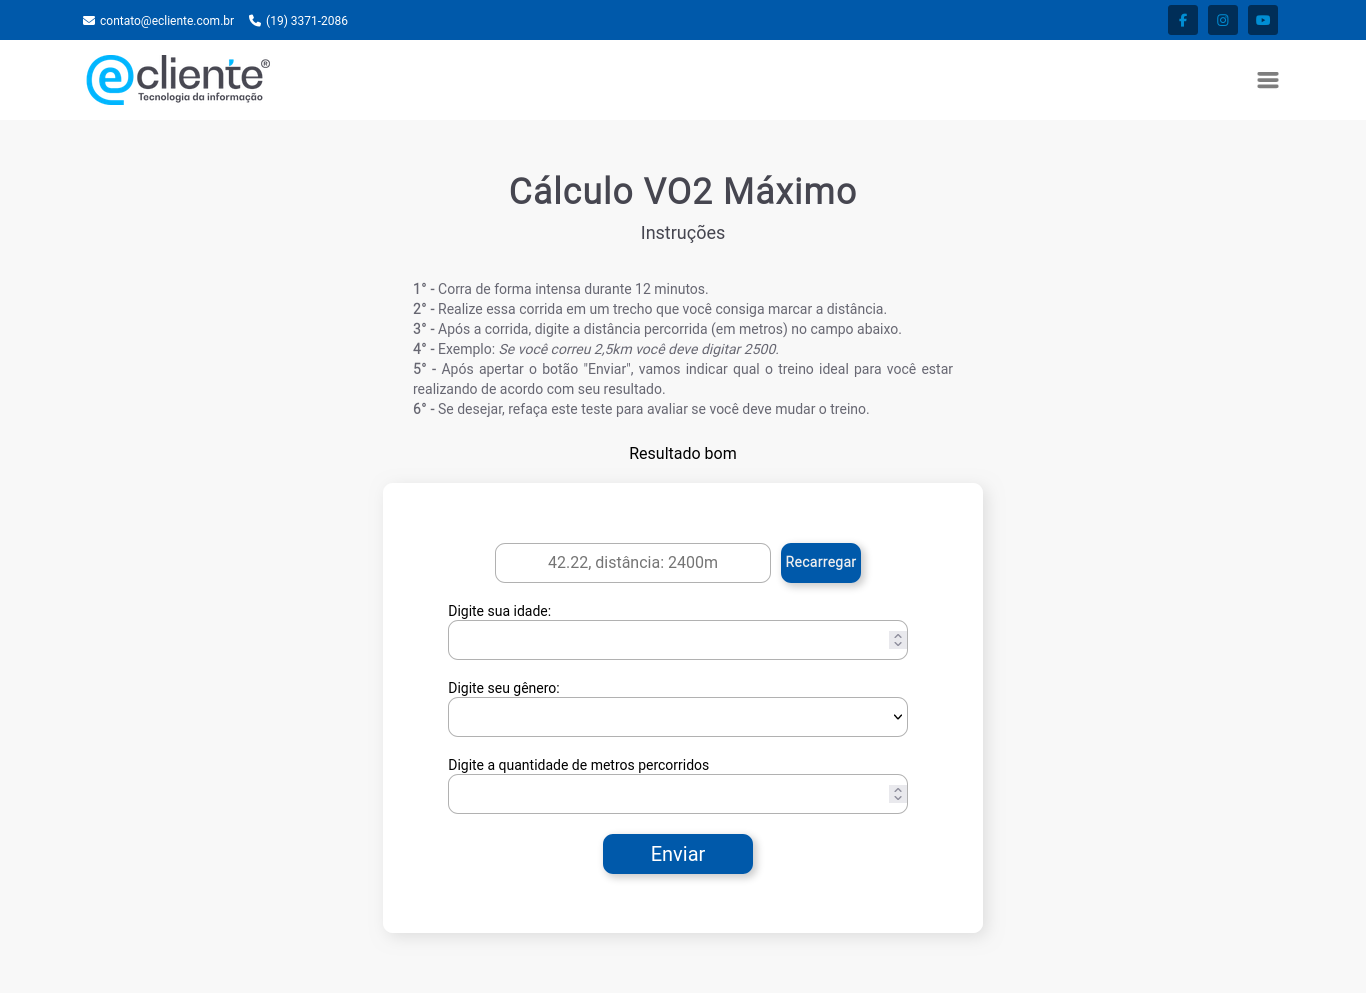 contato@ecliente.com.br (19) 3371-2086
ecliente®
Tecnologia da informação
Cálculo VO2 Máximo
Instruções
1° - Corra de forma intensa durante 12 minutos.
2° - Realize essa corrida em um trecho que você consiga marcar a distância.
3° - Após a corrida, digite a distância percorrida (em metros) no campo abaixo.
4° - Exemplo: Se você correu 2,5km você deve digitar 2500.
5° - Após apertar o botão "Enviar", vamos indicar qual o treino ideal para você estar
realizando de acordo com seu resultado.
6° - Se desejar, refaça este teste para avaliar se você deve mudar o treino.
Resultado bom
42.22, distância: 2400m
Recarregar
Digite sua idade:
Digite seu gênero:
Digite a quantidade de metros percorridos
Enviar